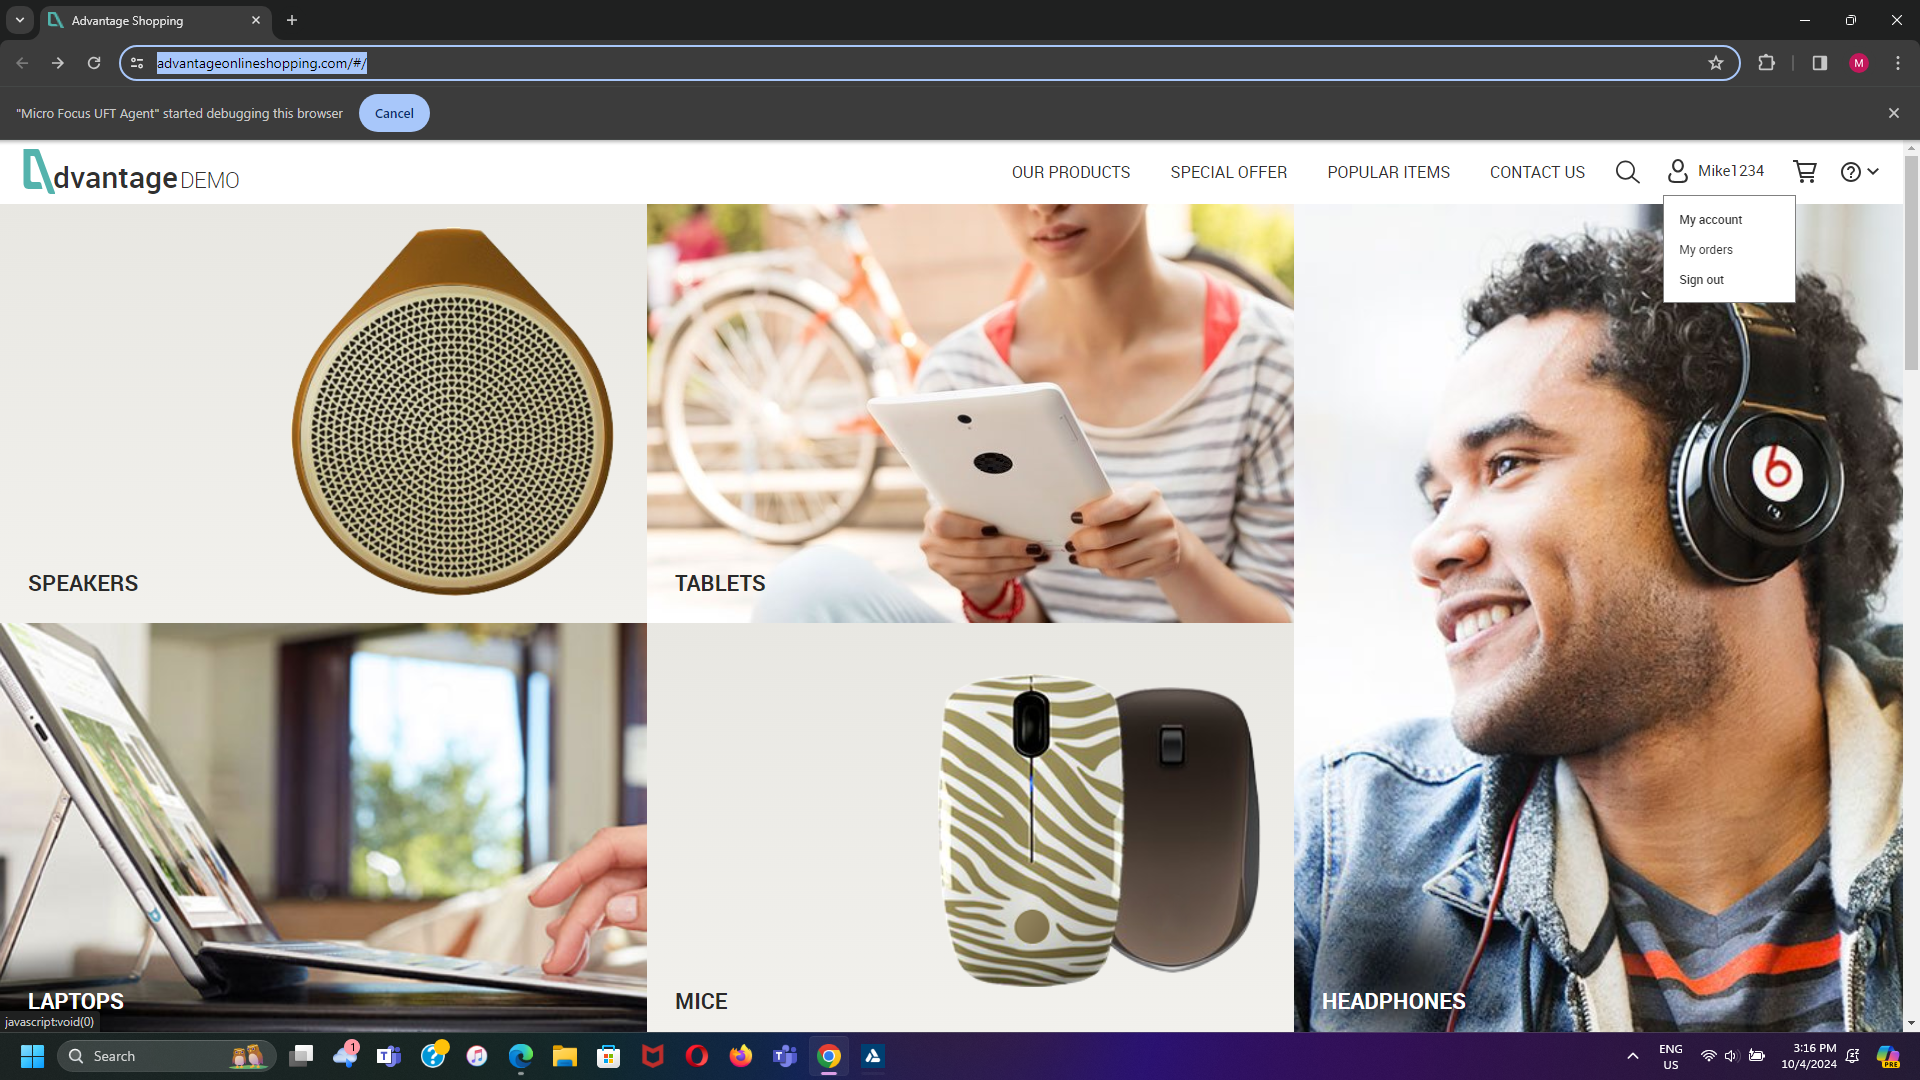 Advantage Shopping
advantageonlineshopping.com/#/
M
"Micro Focus UFT Agent" started debugging this browser
Cancel
dvantage DEMO
OUR PRODUCTS
SPECIAL OFFER
POPULAR ITEMS
CONTACT US
Mike1234
My account
My orders
Sign out
SPEAKERS
TABLETS
LAPTOPS
MICE
HEADPHONES
javascript:void(0)
Search
1
ENG
US
3:16 PM
10/4/2024
PRE